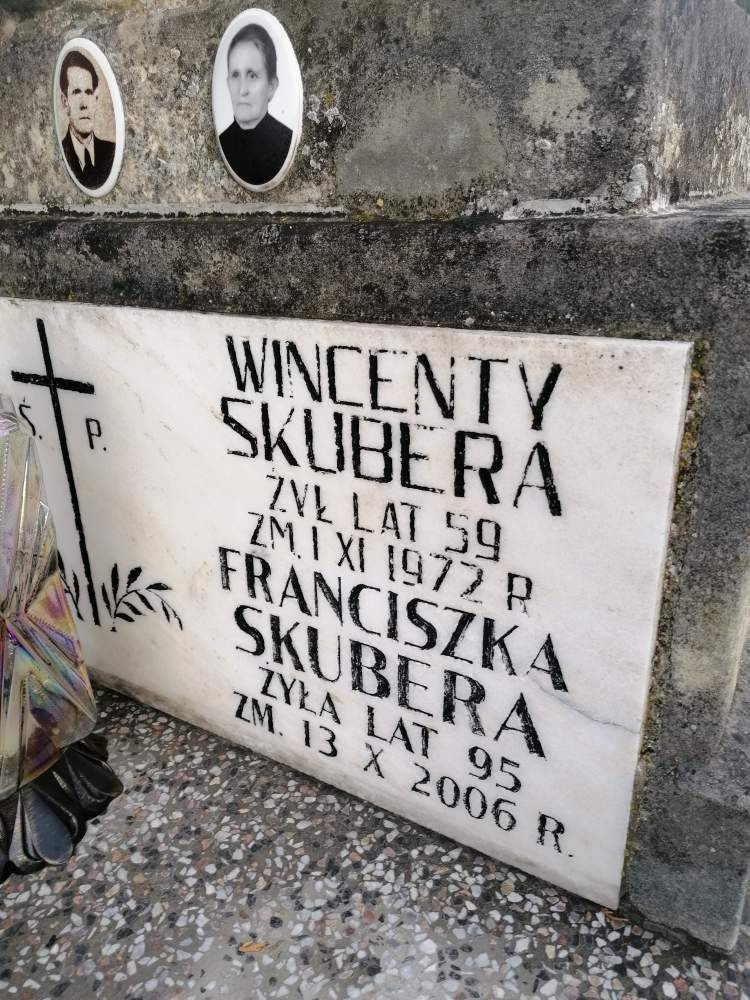 Ś. P.
WINCENTY
SKUBERA
ŻYŁ LAT 59
ZM. 1 XI 1972 R
FRANCISZKA
SKUBERA
ŻYŁA LAT 95
ZM. 13 X 2006 R.